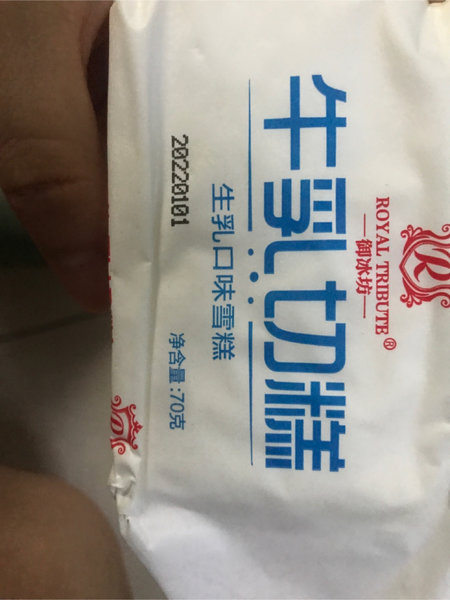 ROYAL TRIBUTE®
御冰坊
牛乳切糕
生乳口味雪糕
净含量:70克
20220101